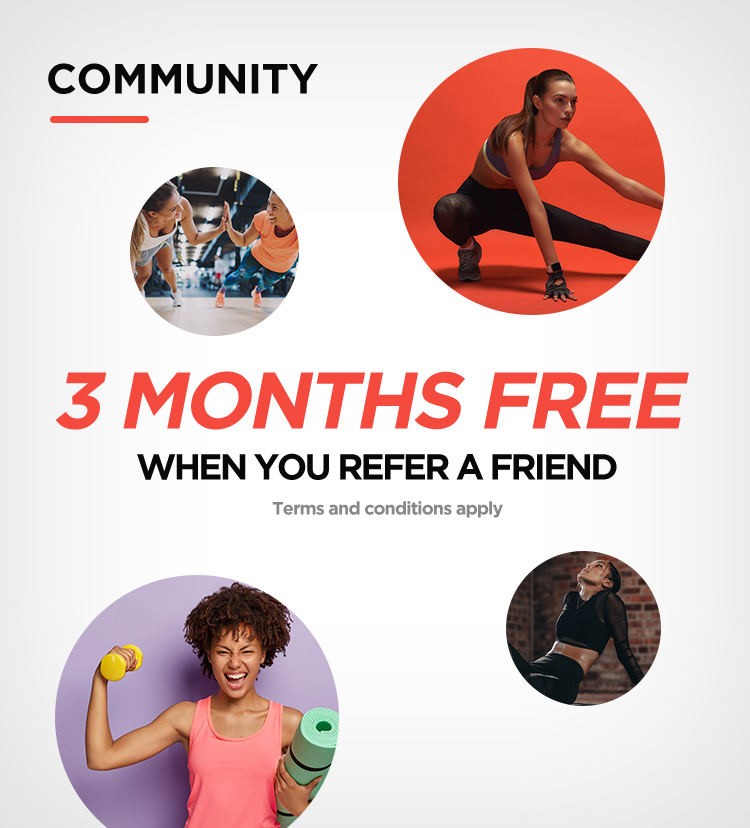 COMMUNITY
3 MONTHS FREE
WHEN YOU REFER A FRIEND
Terms and conditions apply